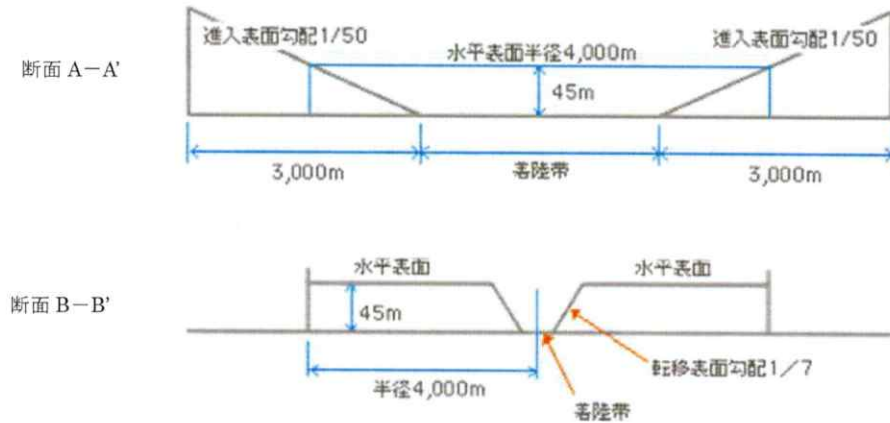 断面 A－A'
進入表面勾配1/50
水平表面半径4,000m
進入表面勾配1/50
45m
3,000m
着陸帯
3,000m
断面 B－B'
水平表面
水平表面
45m
半径4,000m
転移表面勾配1／7
着陸帯